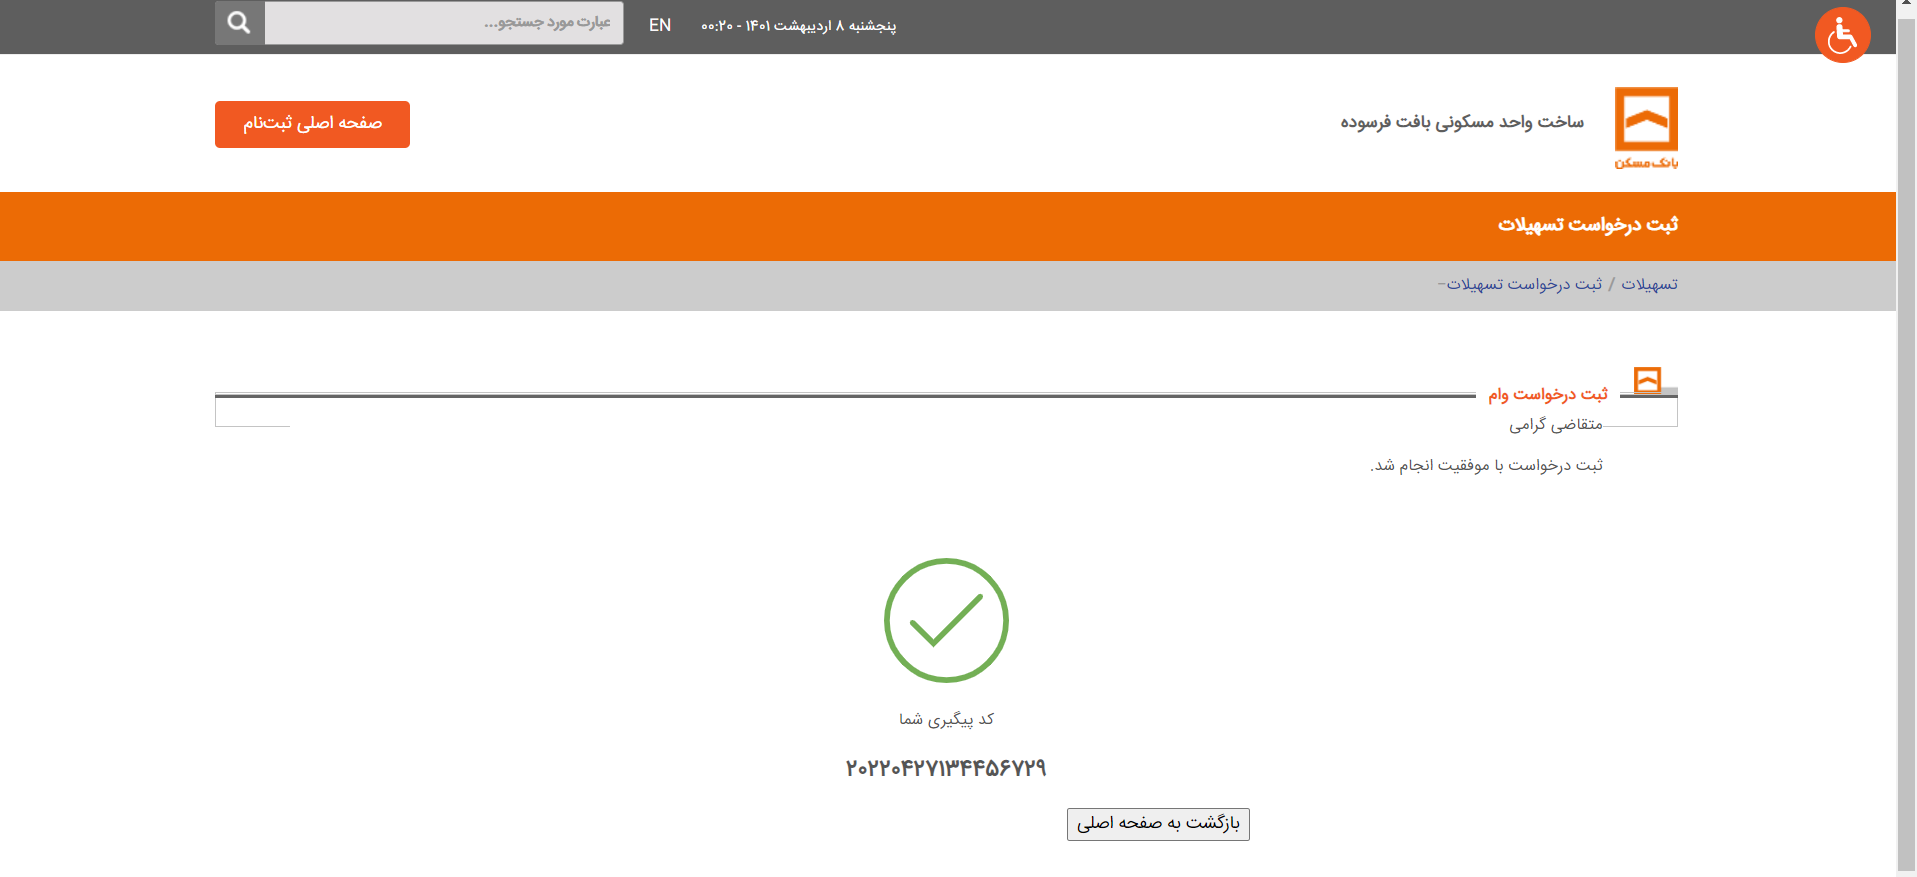 پنجشنبه ۸ اردیبهشت ۱۴۰۱ - ۰۰:۲۰
EN
عبارت مورد جستجو...
بانک مسکن
ساخت واحد مسکونی بافت فرسوده
صفحه اصلی ثبت‌نام
ثبت درخواست تسهیلات
تسهیلات / ثبت درخواست تسهیلات-
ثبت درخواست وام
متقاضی گرامی
ثبت درخواست با موفقیت انجام شد.
کد پیگیری شما
۲۰۲۲۰۴۲۷۱۳۴۴۵۶۷۲۹
بازگشت به صفحه اصلی